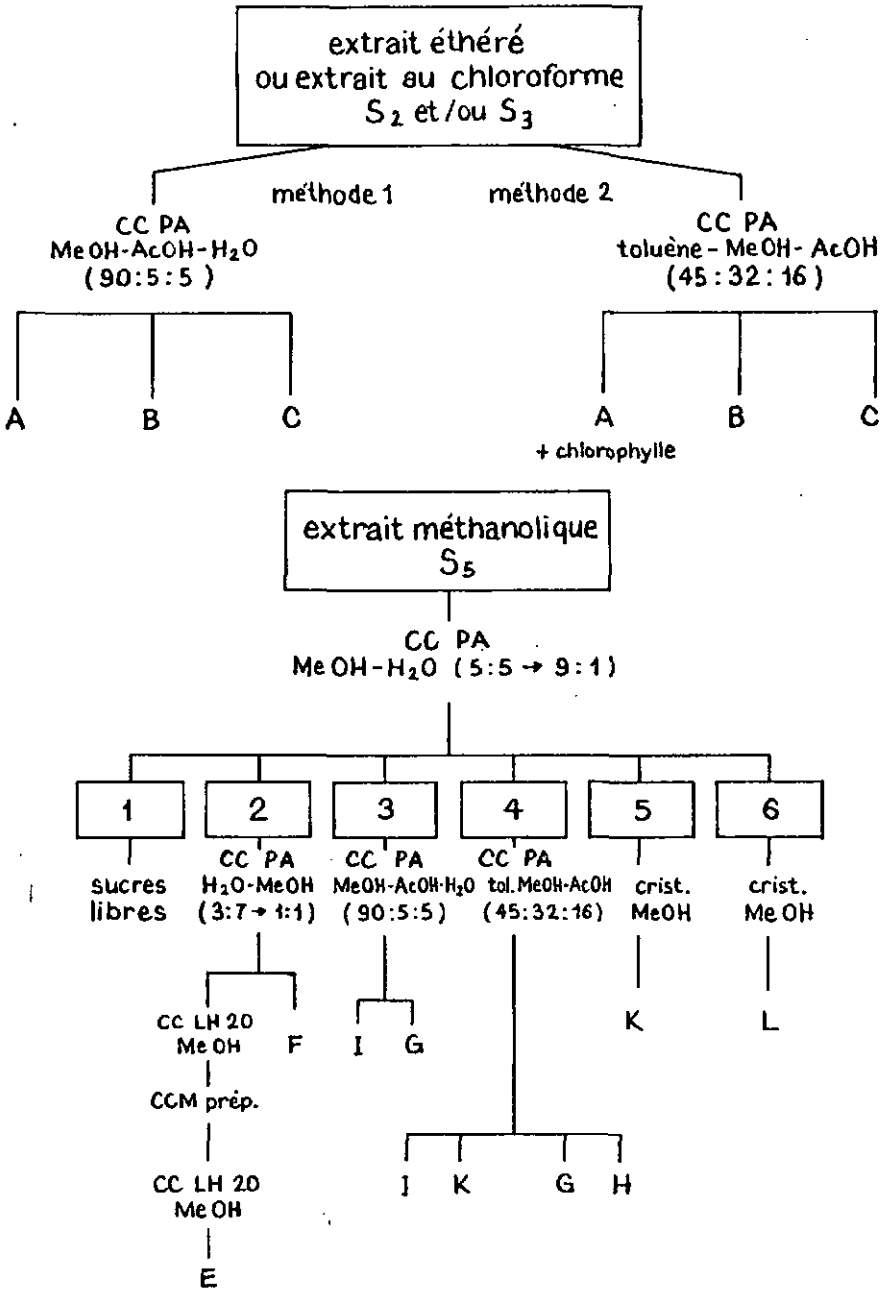 extrait éthéré
ou extrait au chloroforme
S₂ et/ou S₃
méthode 1
méthode 2
CC PA
MeOH-AcOH-H₂O
(90:5:5)
CC PA
toluène - MeOH - AcOH
(45:32:16)
A
B
C
A
B
C
+ chlorophylle
extrait méthanolique
S₅
CC PA
MeOH-H₂O (5:5 → 9:1)
1
2
3
4
5
6
sucres
libres
CC PA
H₂O-MeOH
(3:7 → 1:1)
CC PA
MeOH-AcOH-H₂O
(90:5:5)
CC PA
tol. MeOH-AcOH
(45:32:16)
crist.
MeOH
crist.
MeOH
CC LH 20
MeOH
F
I
G
K
L
CCM prép.
CC LH 20
MeOH
I
K
G
H
E